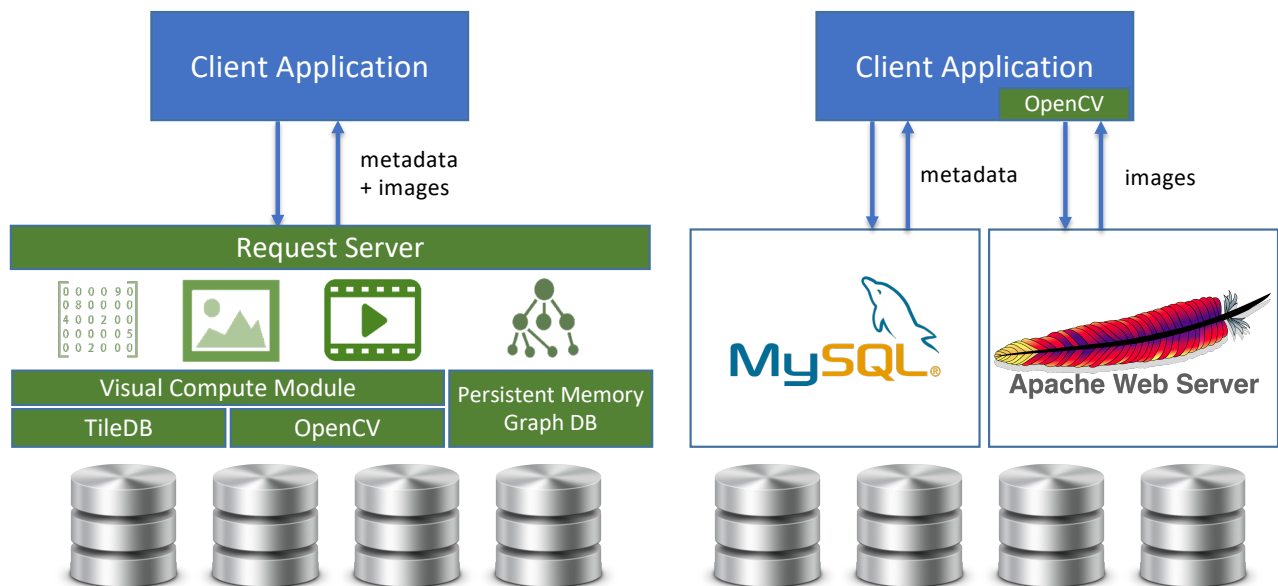 Client Application
metadata
+ images
Request Server
0 0 0 0 9 0
0 8 0 0 0 0
4 0 0 2 0 0
0 0 0 0 0 5
0 0 2 0 0 0
Visual Compute Module
TileDB
OpenCV
Persistent Memory
Graph DB
Client Application
OpenCV
metadata
images
MySQL®
Apache Web Server